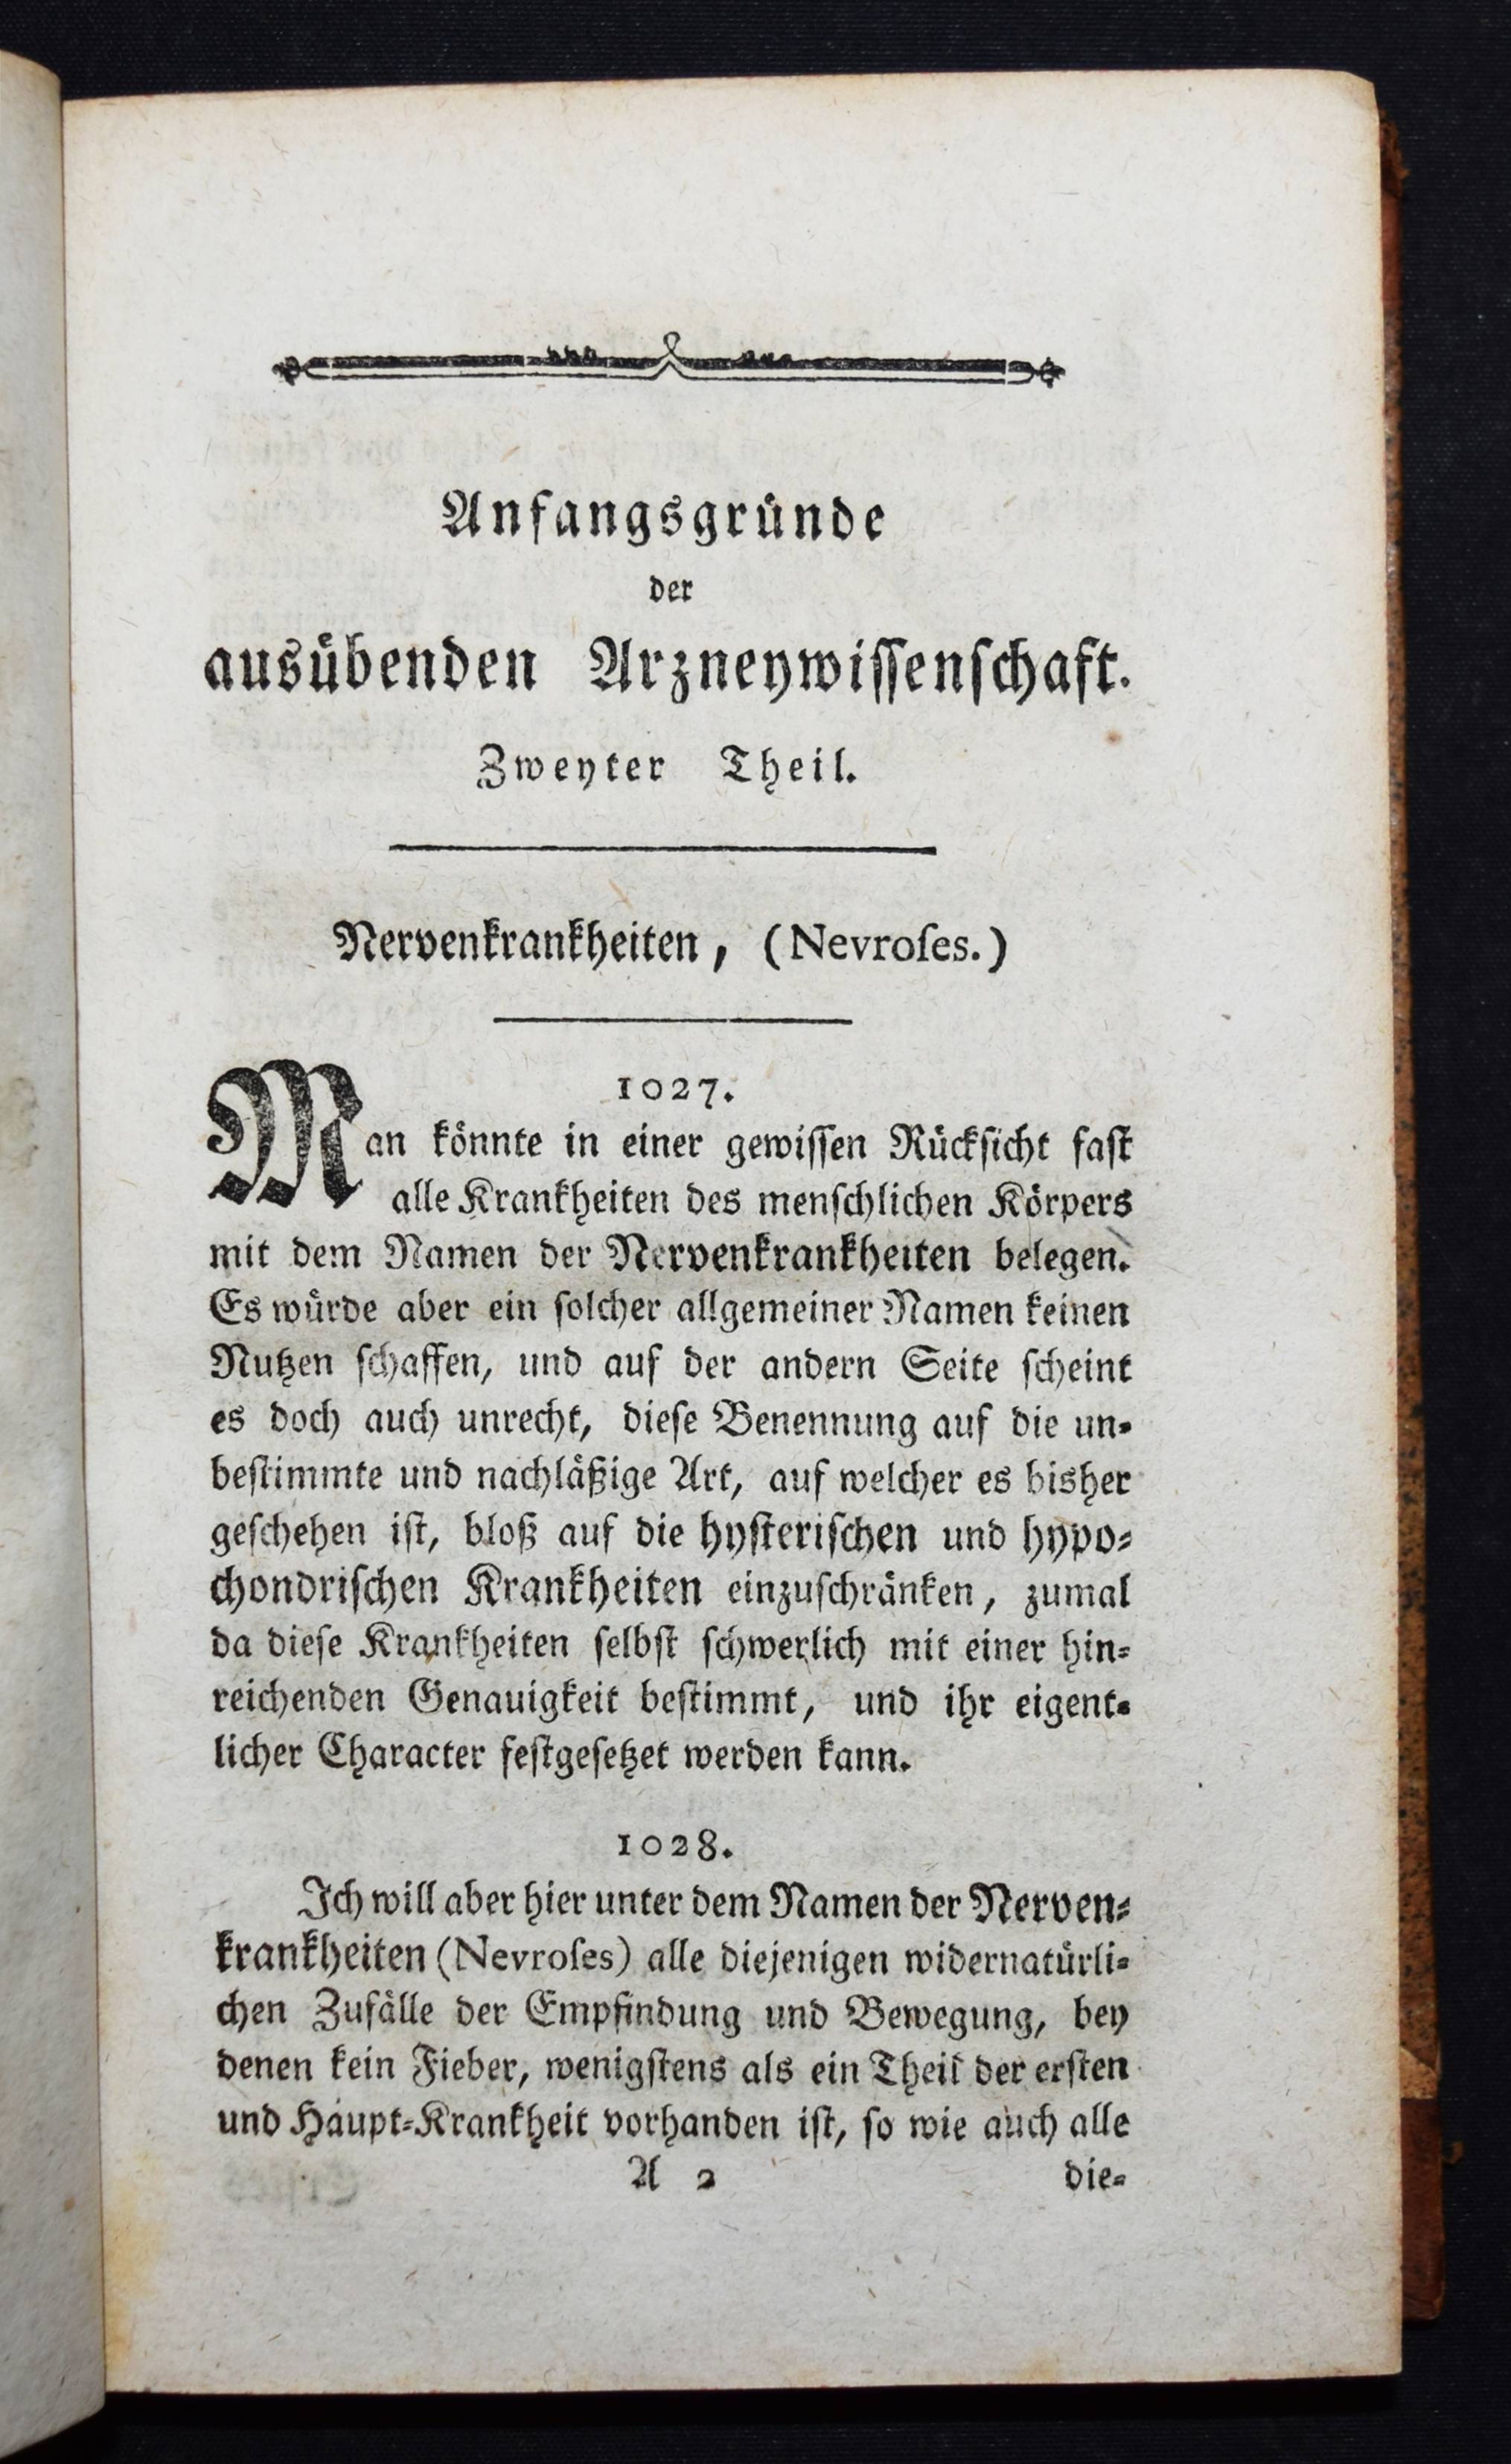 Anfangsgründe
der
ausübenden Arzneywiſſenſchaft.
Zweyter Theil.
Nervenkrankheiten, (Nevroſes.)
1027.
Man könnte in einer gewiſſen Rückſicht faſt
alle Krankheiten des menſchlichen Körpers
mit dem Namen der Nervenkrankheiten belegen.
Es würde aber ein ſolcher allgemeiner Namen keinen
Nutzen ſchaffen, und auf der andern Seite ſcheint
es doch auch unrecht, dieſe Benennung auf die un-
beſtimmte und nachläßige Art, auf welcher es bisher
geſchehen iſt, bloß auf die hyſteriſchen und hypo-
chondriſchen Krankheiten einzuſchränken, zumal
da dieſe Krankheiten ſelbſt ſchwerlich mit einer hin-
reichenden Genauigkeit beſtimmt, und ihr eigent-
licher Character feſtgeſetzet werden kann.
1028.
Ich will aber hier unter dem Namen der Nerven-
krankheiten (Nevroſes) alle diejenigen widernatürli-
chen Zufälle der Empfindung und Bewegung, bey
denen kein Fieber, wenigſtens als ein Theil der erſten
und Haupt-Krankheit vorhanden iſt, ſo wie auch alle
A 2 die-